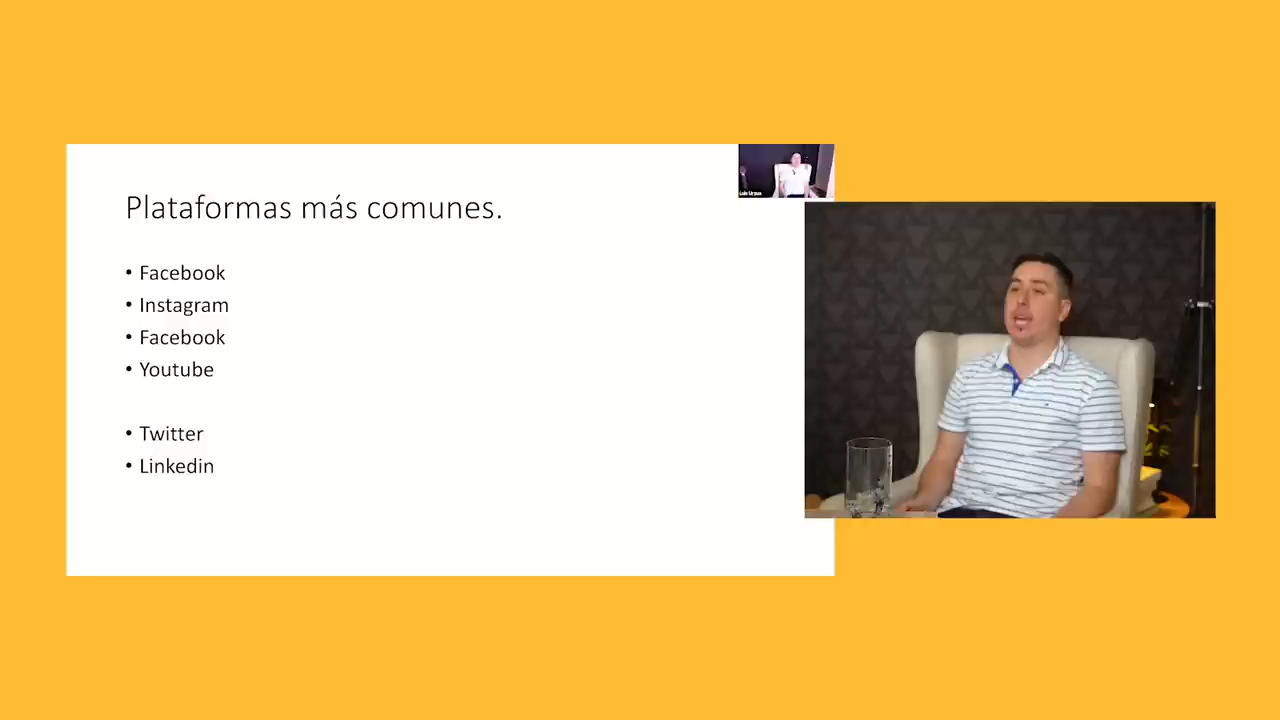 Plataformas más comunes.
• Facebook
• Instagram
• Facebook
• Youtube
• Twitter
• Linkedin